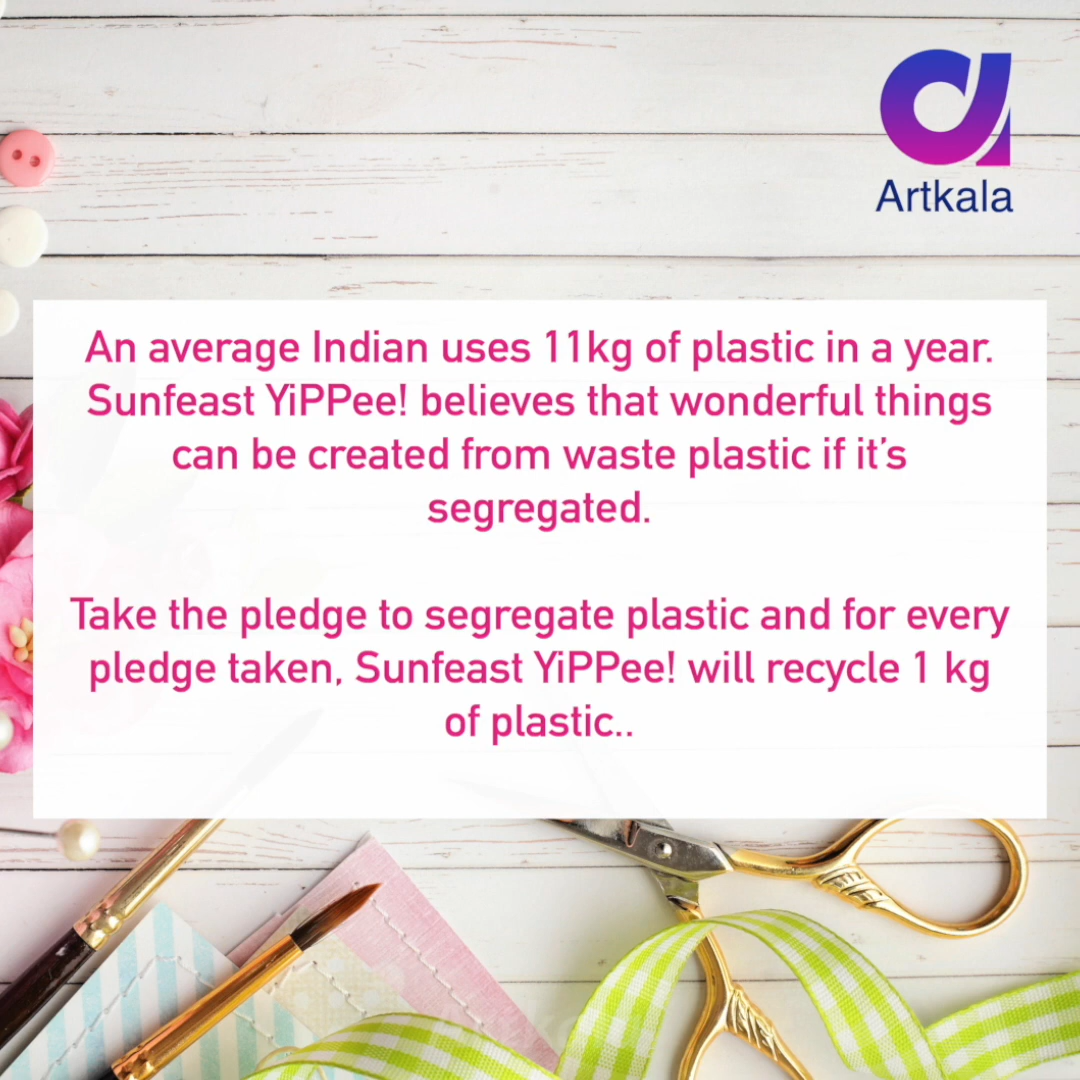 Artkala
An average Indian uses 11kg of plastic in a year.
Sunfeast YiPPee! believes that wonderful things
can be created from waste plastic if it’s
segregated.
Take the pledge to segregate plastic and for every
pledge taken, Sunfeast YiPPee! will recycle 1 kg
of plastic..